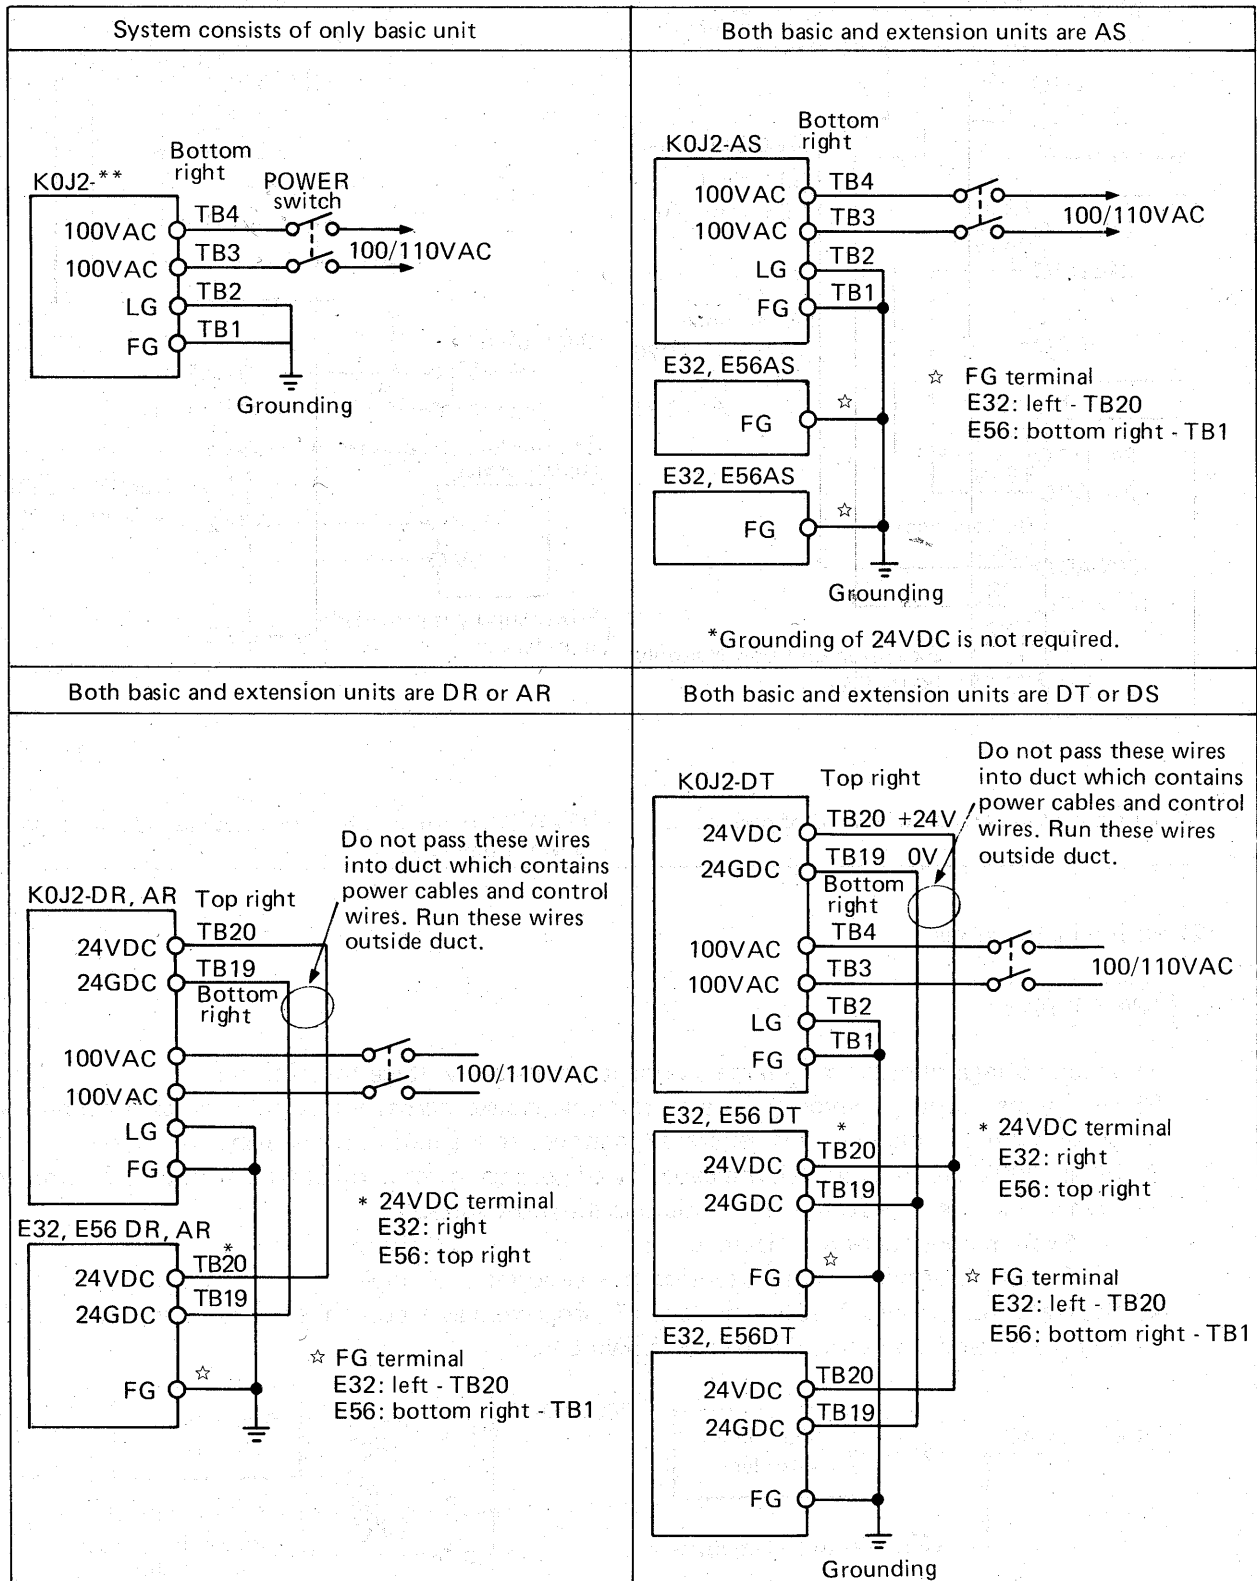 System consists of only basic unit
K0J2-**
Bottom
right
POWER
switch
100VAC
TB4
100VAC
TB3
100/110VAC
LG
TB2
FG
TB1
Grounding
Both basic and extension units are AS
K0J2-AS
Bottom
right
100VAC
TB4
100VAC
TB3
100/110VAC
LG
TB2
FG
TB1
E32, E56AS
FG
☆
☆ FG terminal
E32: left - TB20
E56: bottom right - TB1
E32, E56AS
FG
☆
Grounding
*Grounding of 24VDC is not required.
Both basic and extension units are DR or AR
Do not pass these wires
into duct which contains
power cables and control
wires. Run these wires
outside duct.
K0J2-DR, AR
Top right
24VDC
TB20
24GDC
TB19
Bottom
right
100VAC
100VAC
100/110VAC
LG
FG
* 24VDC terminal
E32: right
E56: top right
E32, E56 DR, AR
24VDC
TB20
*
24GDC
TB19
FG
☆
☆ FG terminal
E32: left - TB20
E56: bottom right - TB1
Both basic and extension units are DT or DS
Do not pass these wires
into duct which contains
power cables and control
wires. Run these wires
outside duct.
K0J2-DT
Top right
24VDC
TB20 +24V
24GDC
TB19 0V
Bottom
right
100VAC
TB4
100VAC
TB3
100/110VAC
LG
TB2
FG
TB1
E32, E56 DT
*
24VDC
TB20
24GDC
TB19
FG
☆
* 24VDC terminal
E32: right
E56: top right
☆ FG terminal
E32: left - TB20
E56: bottom right - TB1
E32, E56DT
24VDC
TB20
24GDC
TB19
FG
Grounding